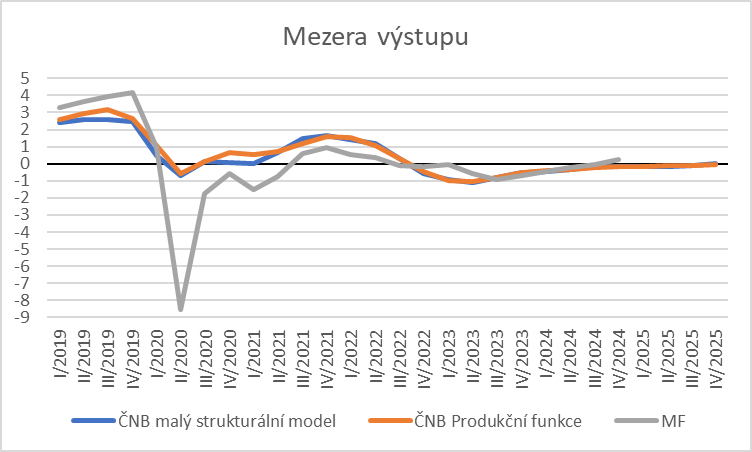 Mezera výstupu
5
4
3
2
1
0
-1
-2
-3
-4
-5
-6
-7
-8
-9
I/2019
II/2019
III/2019
IV/2019
I/2020
II/2020
III/2020
IV/2020
I/2021
II/2021
III/2021
IV/2021
I/2022
II/2022
III/2022
IV/2022
I/2023
II/2023
III/2023
IV/2023
I/2024
II/2024
III/2024
IV/2024
I/2025
II/2025
III/2025
IV/2025
ČNB malý strukturální model ČNB Produkční funkce MF